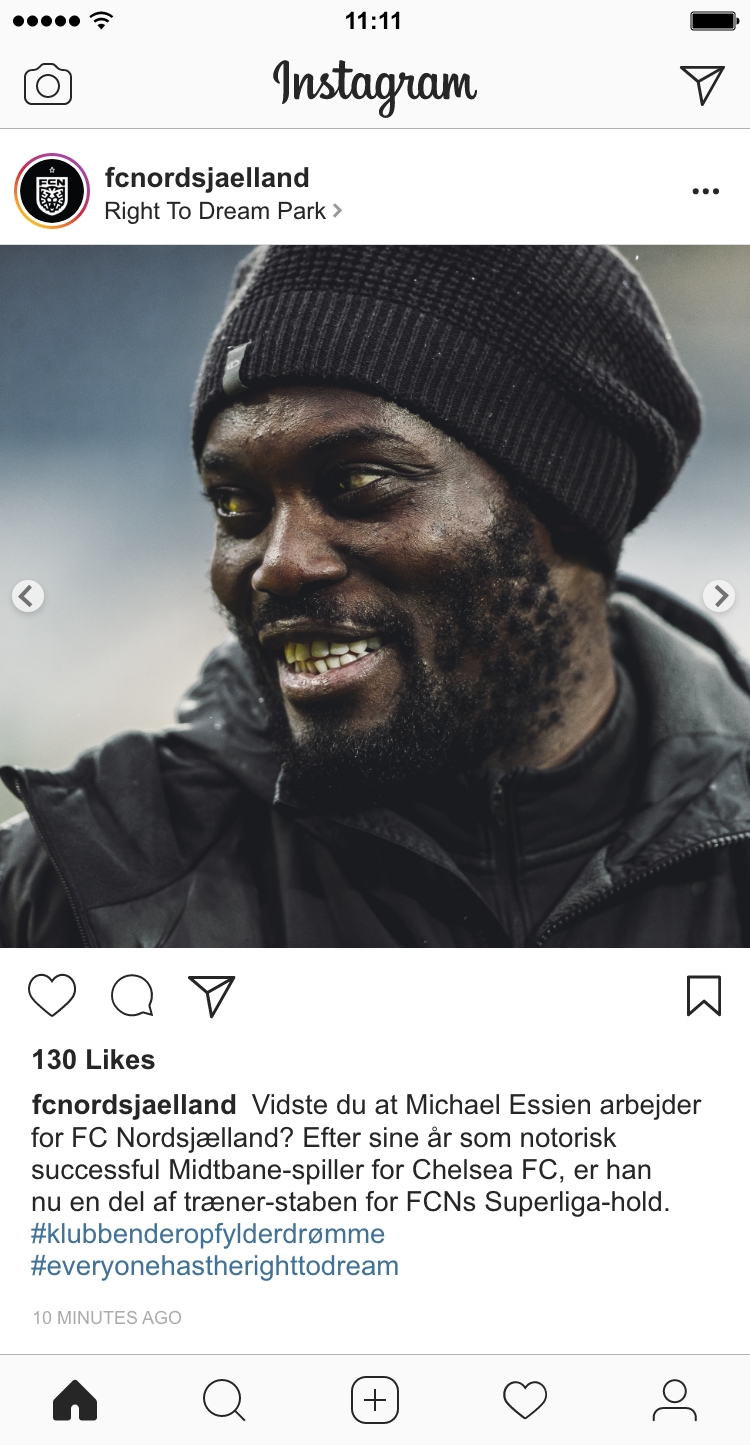 11:11
Instagram
FCN
fcnordsjaelland
Right To Dream Park
130 Likes
fcnordsjaelland Vidste du at Michael Essien arbejder
for FC Nordsjælland? Efter sine år som notorisk
successful Midtbane-spiller for Chelsea FC, er han
nu en del af træner-staben for FCNs Superliga-hold.
#klubbenderopfylderdrømme
#everyonehastherighttodream
10 MINUTES AGO